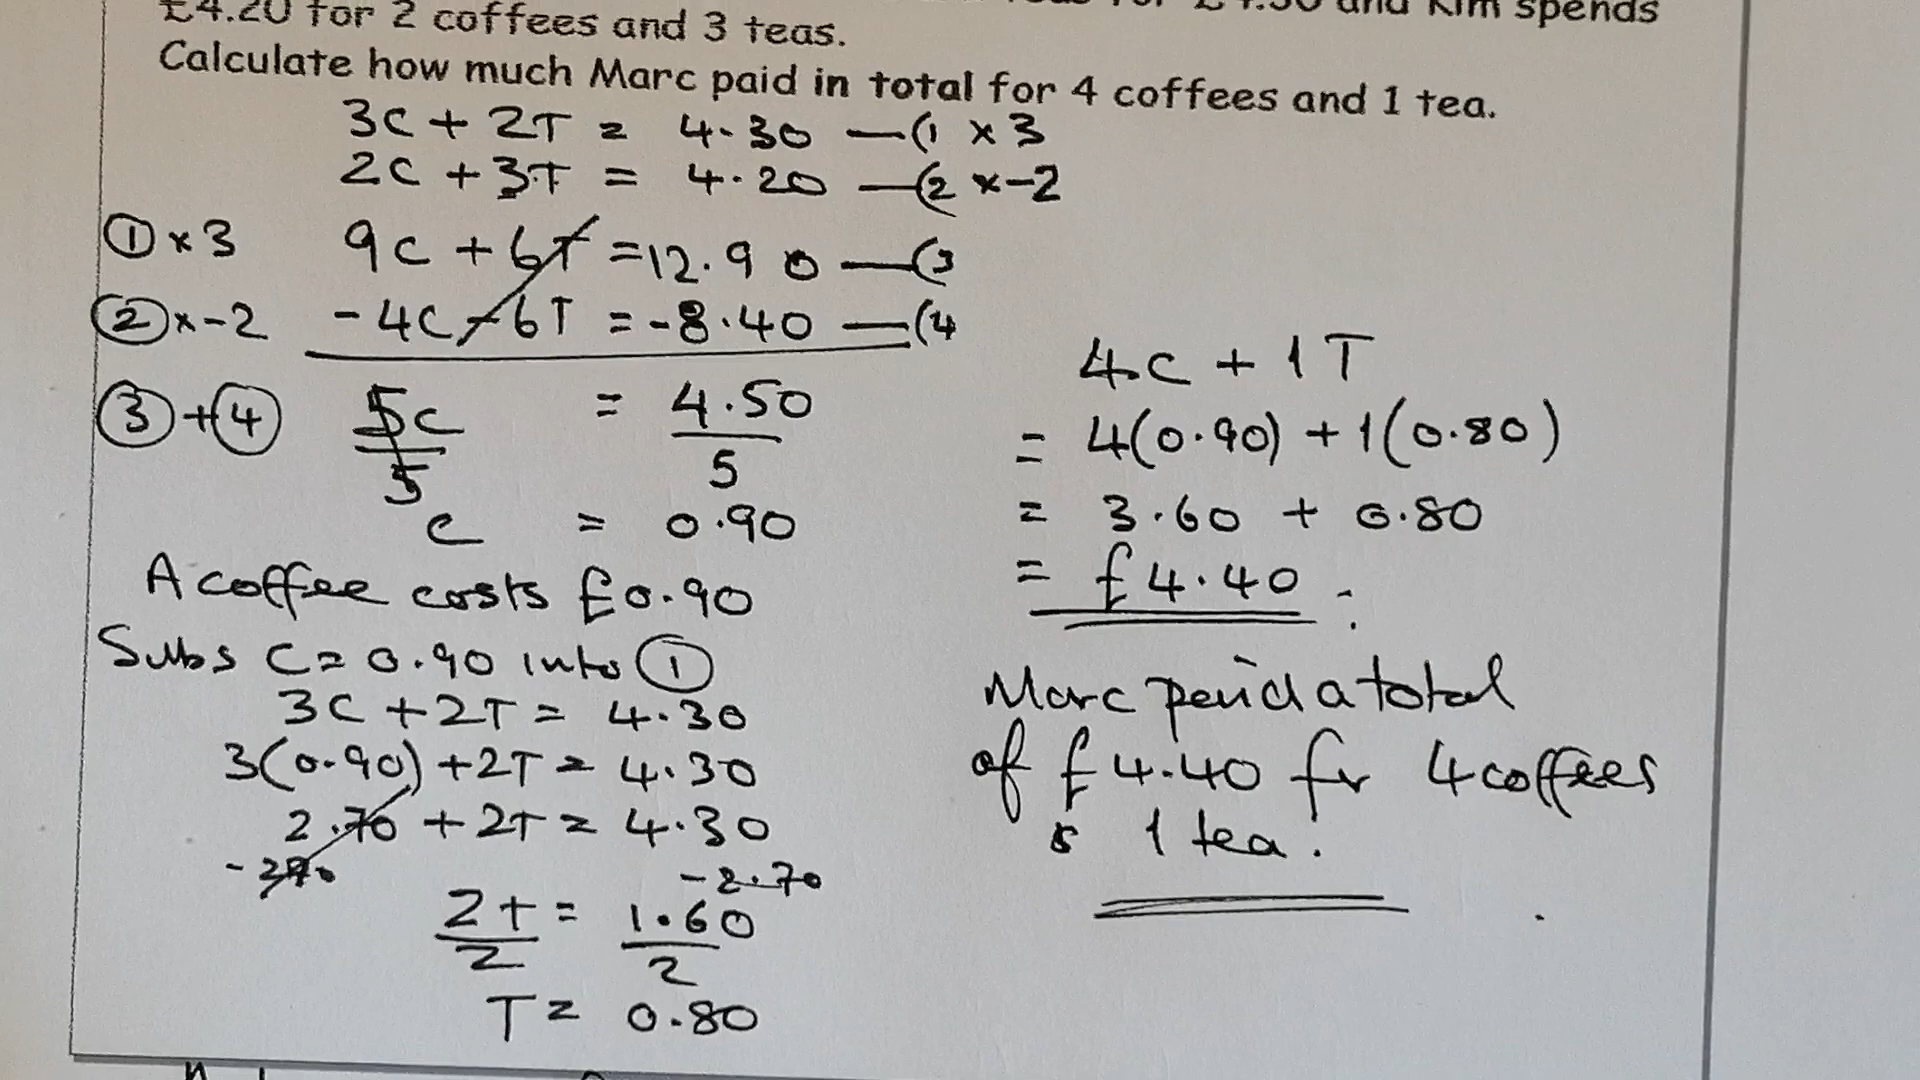 £4.20 for 2 coffees and 3 teas.
Calculate how much Marc paid in total for 4 coffees and 1 tea.
3C + 2T = 4.30 —(1 × 3
2C + 3T = 4.20 —(2 × -2
① × 3 9C + 6T = 12.90 —(3
② × -2 -4C - 6T = -8.40 —(4
③ + ④ 5C = 4.50
5 5
C = 0.90
A coffee costs £0.90
Subs C = 0.90 into ①
3C + 2T = 4.30
3(0.90) + 2T = 4.30
2.70 + 2T = 4.30
-2.70
2T = 1.60
2 2
T = 0.80
4C + 1T
= 4(0.90) + 1(0.80)
= 3.60 + 0.80
= £4.40
Marc paid a total
of £4.40 for 4 coffees
& 1 tea.